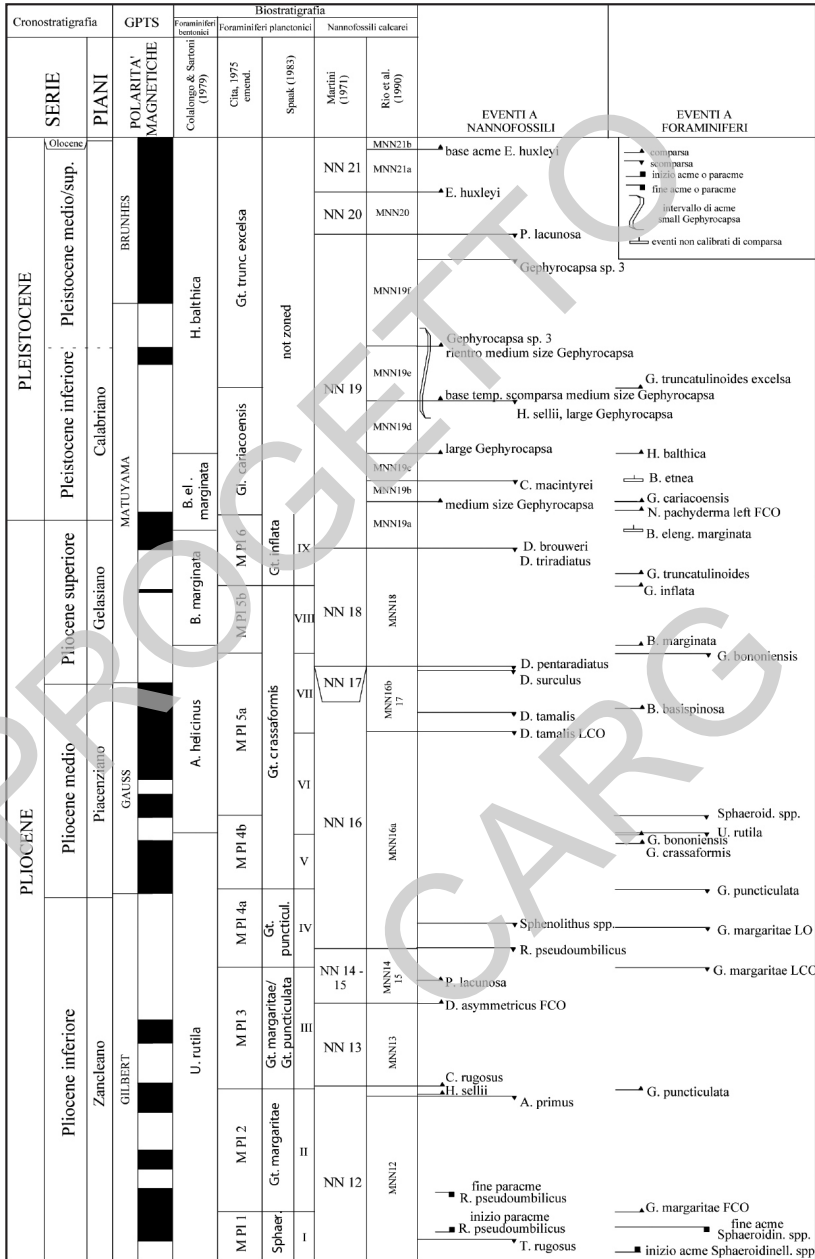 Biostratigrafia
Cronostratigrafia
GPTS
Foraminiferi bentonici
Foraminiferi planctonici
Nannofossili calcarei
SERIE
PIANI
POLARITA' MAGNETICHE
Colalongo & Sartoni (1979)
Cita, 1975 emend.
Spaak (1983)
Martini (1971)
Rio et al. (1990)
EVENTI A NANNOFOSSILI
EVENTI A FORAMINIFERI
PLEISTOCENE
PLIOCENE
Olocene
Pleistocene medio/sup.
Pleistocene inferiore
Pliocene superiore
Pliocene medio
Pliocene inferiore
Calabriano
Gelasiano
Piacenziano
Zancleano
BRUNHES
MATUYAMA
GAUSS
GILBERT
H. balthica
B. el. marginata
B. marginata
A. helicinus
U. rutila
Gt. trunc. excelsa
Gl. cariacoensis
M Pl 6
M Pl 5b
M Pl 5a
M Pl 4b
M Pl 4a
M Pl 3
M Pl 2
M Pl 1
not zoned
Gt. inflata
Gt. crassaformis
Gt. puncticul.
Gt. margaritae/ Gt. puncticulata
Gt. margaritae
Sphaer.
IX
VIII
VII
VI
V
IV
III
II
I
NN 21
NN 20
NN 19
NN 18
NN 17
NN 16
NN 14 - 15
NN 13
NN 12
MNN21b
MNN21a
MNN20
MNN19f
MNN19e
MNN19d
MNN19c
MNN19b
MNN19a
MNN18
MNN16b 17
MNN16a
MNN14 15
MNN13
MNN12
base acme E. huxleyi
E. huxleyi
P. lacunosa
Gephyrocapsa sp. 3
Gephyrocapsa sp. 3
rientro medium size Gephyrocapsa
base temp. scomparsa medium size Gephyrocapsa
H. sellii, large Gephyrocapsa
large Gephyrocapsa
C. macintyrei
medium size Gephyrocapsa
D. brouweri
D. triradiatus
D. pentaradiatus
D. surculus
D. tamalis
D. tamalis LCO
Sphenolithus spp.
R. pseudoumbilicus
P. lacunosa
D. asymmetricus FCO
C. rugosus
H. sellii
A. primus
fine paracme
R. pseudoumbilicus
inizio paracme
R. pseudoumbilicus
T. rugosus
comparsa
scomparsa
inizio acme o paracme
fine acme o paracme
intervallo di acme
small Gephyrocapsa
eventi non calibrati di comparsa
G. truncatulinoides excelsa
H. balthica
B. etnea
G. cariacoensis
N. pachyderma left FCO
B. eleng. marginata
G. truncatulinoides
G. inflata
B. marginata
G. bononiensis
B. basispinosa
Sphaeroid. spp.
U. rutila
G. bononiensis
G. crassaformis
G. puncticulata
G. margaritae LO
G. margaritae LCO
G. puncticulata
G. margaritae FCO
fine acme
Sphaeroidin. spp.
inizio acme Sphaeroidinell. spp
PROGETTO
CARG